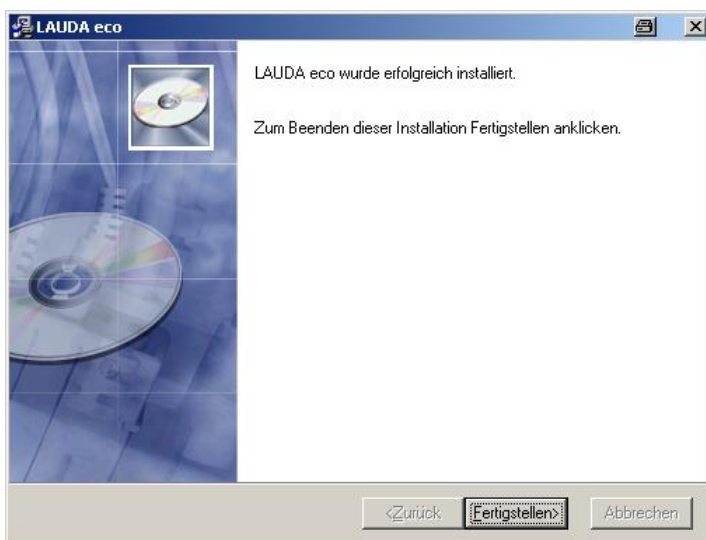 LAUDA eco
LAUDA eco wurde erfolgreich installiert.
Zum Beenden dieser Installation Fertigstellen anklicken.
<Zurück
Fertigstellen>
Abbrechen